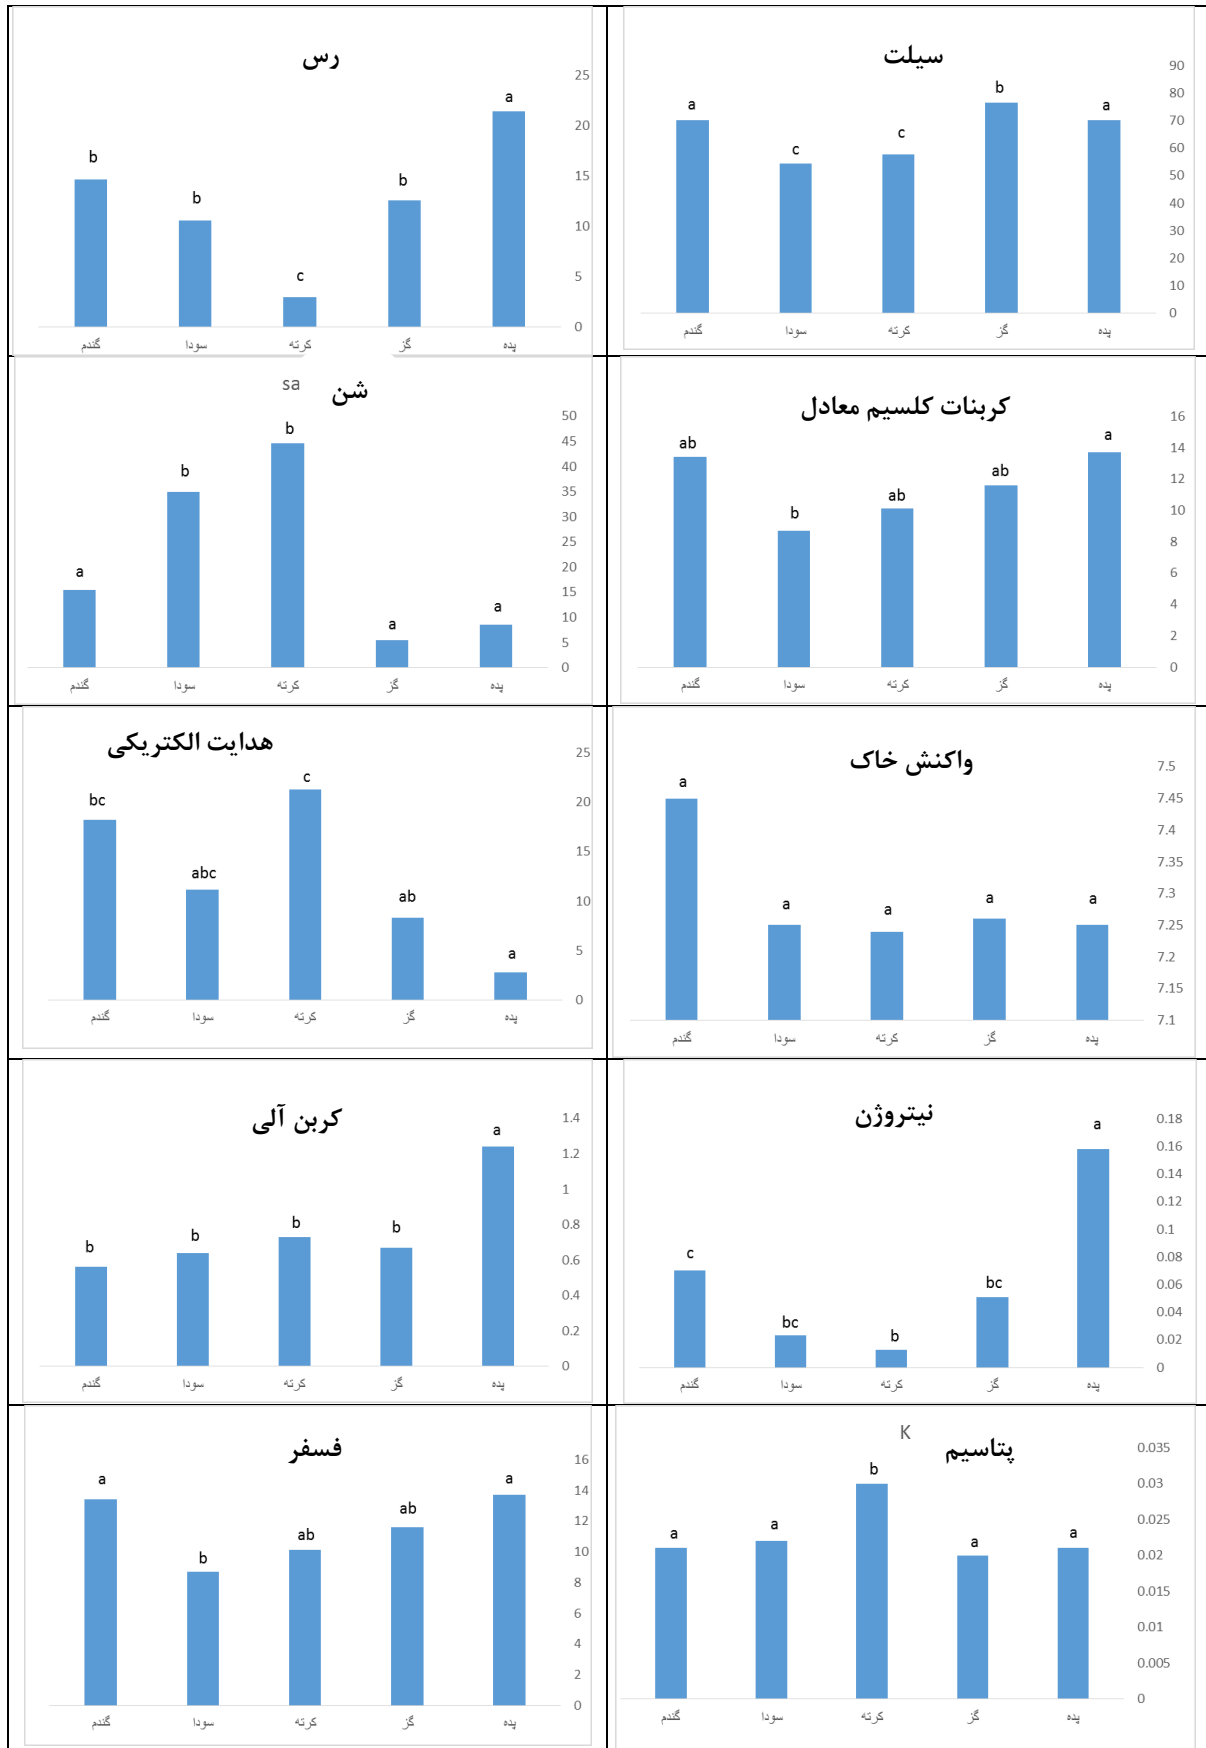 رس
25
20
15
10
5
0
b
b
c
b
a
گندم سودا کرته گز پده
سیلت
90
80
70
60
50
40
30
20
10
0
a
c
c
b
a
گندم سودا کرته گز پده
sa
شن
50
45
40
35
30
25
20
15
10
5
0
a
b
b
a
a
گندم سودا کرته گز پده
کربنات کلسیم معادل
16
14
12
10
8
6
4
2
0
ab
b
ab
ab
a
گندم سودا کرته گز پده
هدایت الکتریکی
25
20
15
10
5
0
bc
abc
c
ab
a
گندم سودا کرته گز پده
واکنش خاک
7.5
7.45
7.4
7.35
7.3
7.25
7.2
7.15
7.1
a
a
a
a
a
گندم سودا کرته گز پده
کربن آلی
1.4
1.2
1
0.8
0.6
0.4
0.2
0
b
b
b
b
a
گندم سودا کرته گز پده
نیتروژن
0.18
0.16
0.14
0.12
0.1
0.08
0.06
0.04
0.02
0
c
bc
b
bc
a
گندم سودا کرته گز پده
فسفر
16
14
12
10
8
6
4
2
0
a
b
ab
ab
a
گندم سودا کرته گز پده
K
پتاسیم
0.035
0.03
0.025
0.02
0.015
0.01
0.005
0
a
a
b
a
a
گندم سودا کرته گز پده